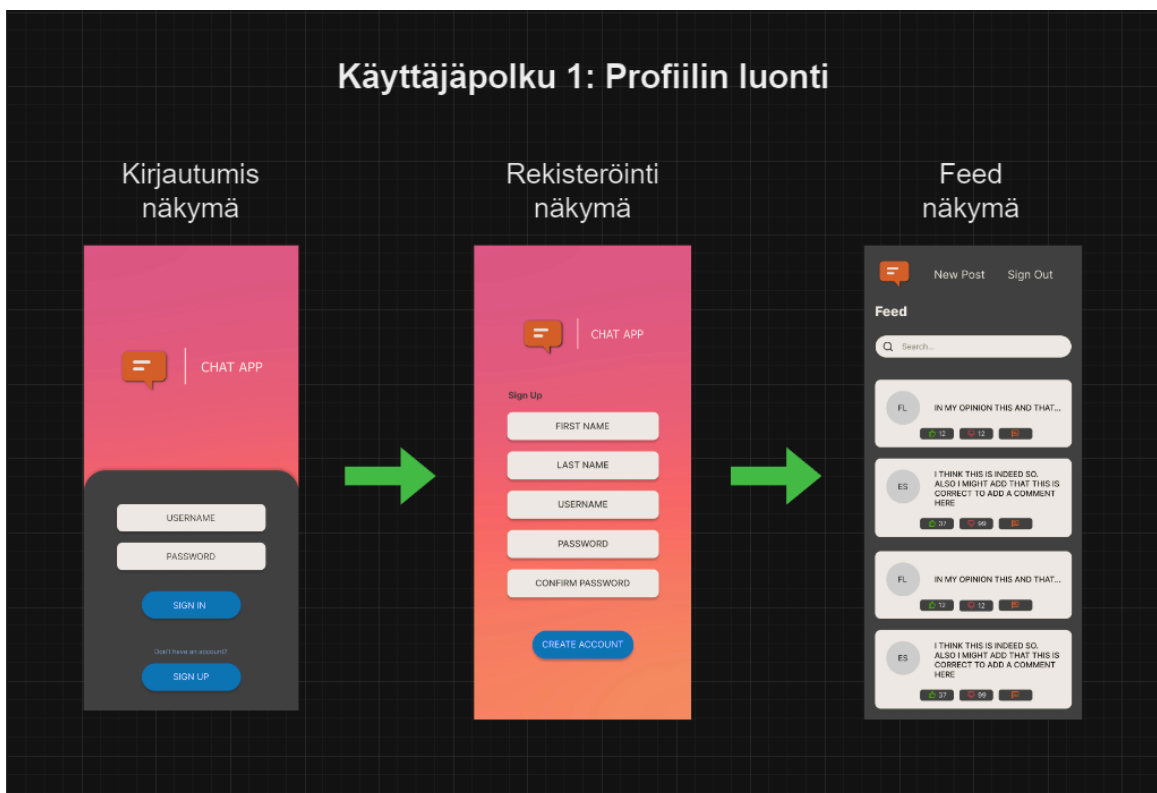 Käyttäjäpolku 1: Profiilin luonti
Kirjautumis
näkymä
CHAT APP
USERNAME
PASSWORD
SIGN IN
Don't have an account?
SIGN UP
Rekisteröinti
näkymä
CHAT APP
Sign Up
FIRST NAME
LAST NAME
USERNAME
PASSWORD
CONFIRM PASSWORD
CREATE ACCOUNT
Feed
näkymä
New Post Sign Out
Feed
Search...
FL IN MY OPINION THIS AND THAT...
12 12
ES
I THINK THIS IS INDEED SO.
ALSO I MIGHT ADD THAT THIS IS
CORRECT TO ADD A COMMENT
HERE
37 99
FL IN MY OPINION THIS AND THAT...
12 12
ES
I THINK THIS IS INDEED SO.
ALSO I MIGHT ADD THAT THIS IS
CORRECT TO ADD A COMMENT
HERE
37 99